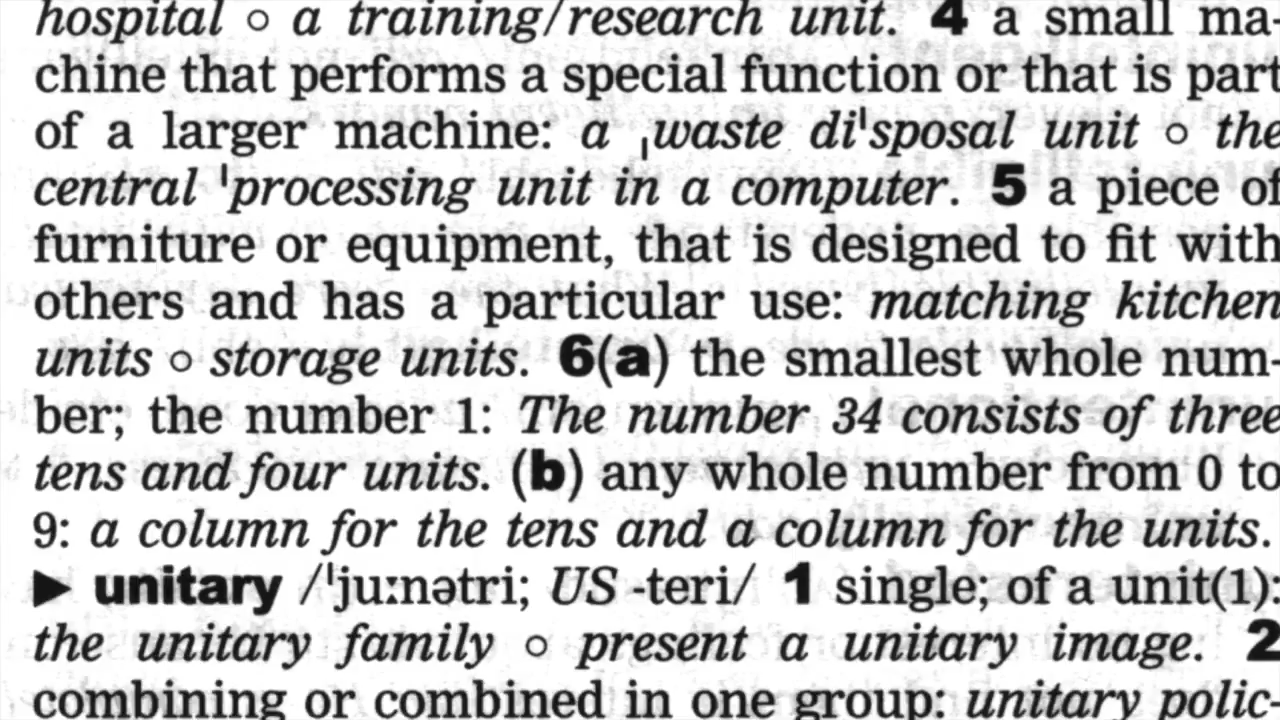 hospital ○ a training/research unit. 4 a small ma-
chine that performs a special function or that is part
of a larger machine: a ˌwaste diˈsposal unit ○ the
central ˈprocessing unit in a computer. 5 a piece of
furniture or equipment, that is designed to fit with
others and has a particular use: matching kitchen
units ○ storage units. 6(a) the smallest whole num-
ber; the number 1: The number 34 consists of three
tens and four units. (b) any whole number from 0 to
9: a column for the tens and a column for the units.
▶ unitary /ˈjuːnətri; US -teri/ 1 single; of a unit(1):
the unitary family ○ present a unitary image. 2
combining or combined in one group: unitary polic-